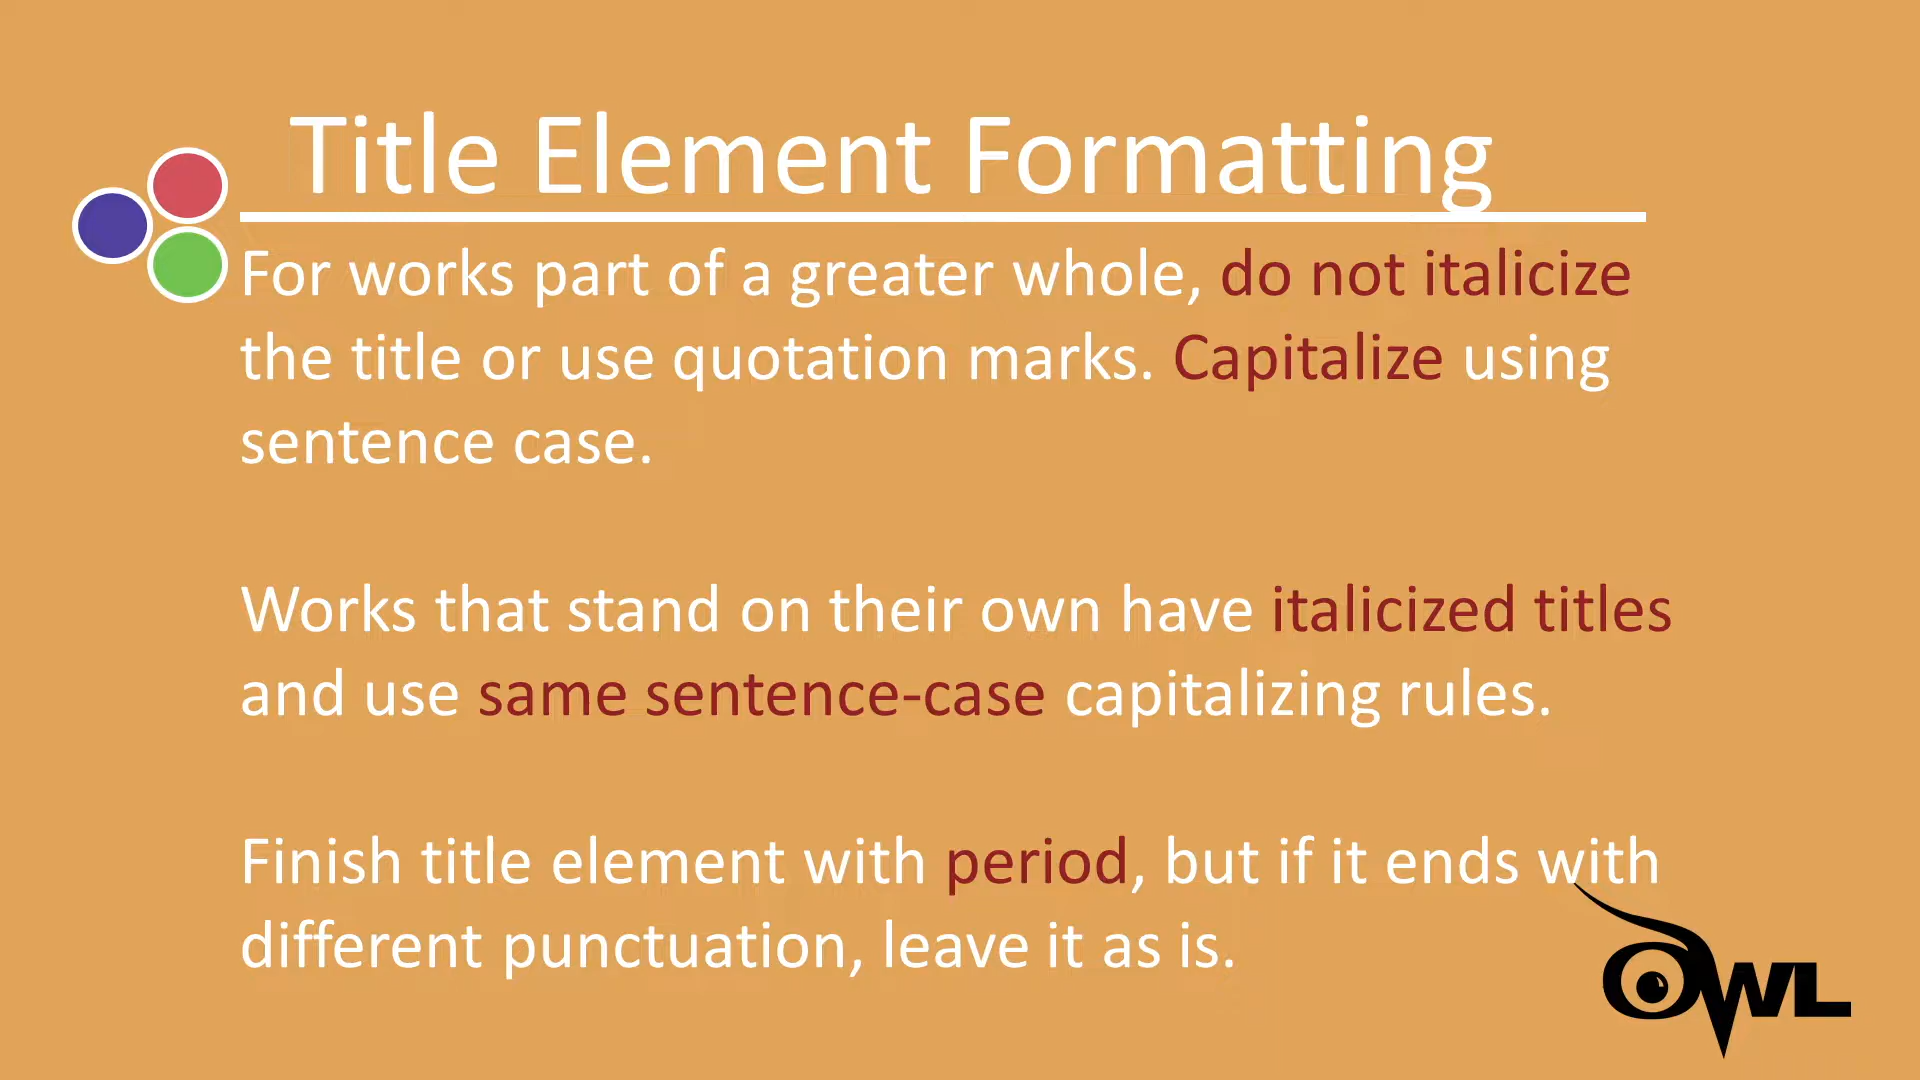 Title Element Formatting
For works part of a greater whole, do not italicize
the title or use quotation marks. Capitalize using
sentence case.
Works that stand on their own have italicized titles
and use same sentence-case capitalizing rules.
Finish title element with period, but if it ends with
different punctuation, leave it as is.
OWL